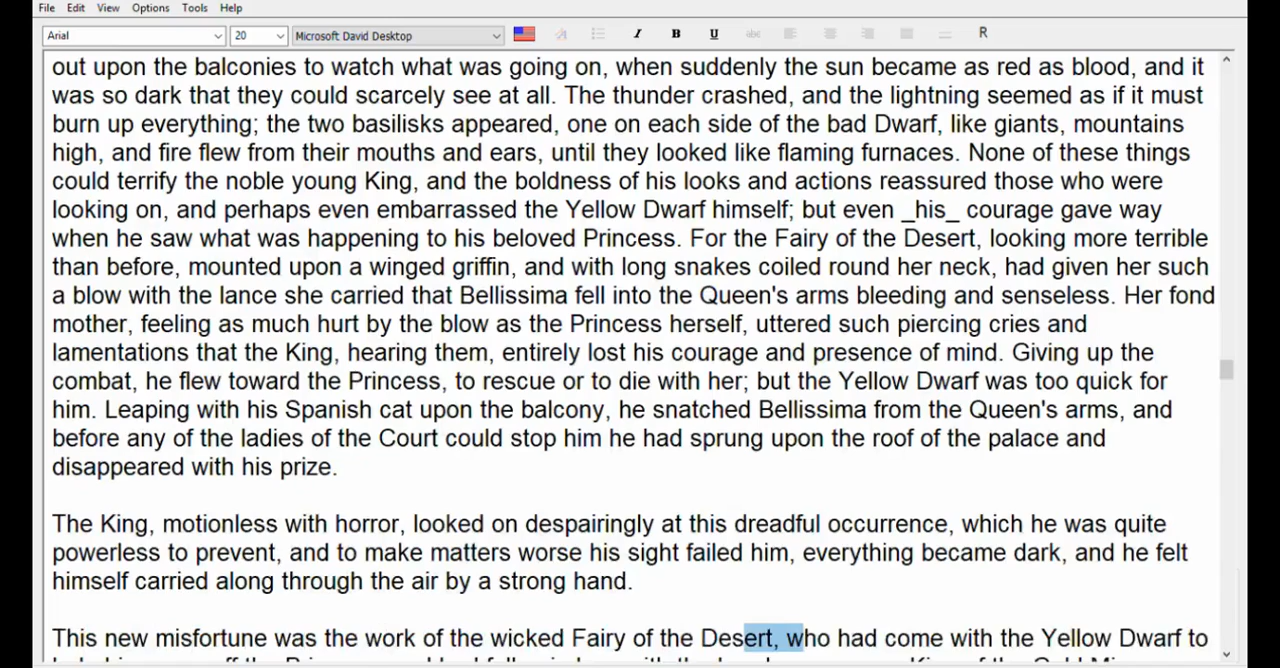 File Edit View Options Tools Help
Arial 20 Microsoft David Desktop I B U abc R
out upon the balconies to watch what was going on, when suddenly the sun became as red as blood, and it
was so dark that they could scarcely see at all. The thunder crashed, and the lightning seemed as if it must
burn up everything; the two basilisks appeared, one on each side of the bad Dwarf, like giants, mountains
high, and fire flew from their mouths and ears, until they looked like flaming furnaces. None of these things
could terrify the noble young King, and the boldness of his looks and actions reassured those who were
looking on, and perhaps even embarrassed the Yellow Dwarf himself; but even _his_ courage gave way
when he saw what was happening to his beloved Princess. For the Fairy of the Desert, looking more terrible
than before, mounted upon a winged griffin, and with long snakes coiled round her neck, had given her such
a blow with the lance she carried that Bellissima fell into the Queen's arms bleeding and senseless. Her fond
mother, feeling as much hurt by the blow as the Princess herself, uttered such piercing cries and
lamentations that the King, hearing them, entirely lost his courage and presence of mind. Giving up the
combat, he flew toward the Princess, to rescue or to die with her; but the Yellow Dwarf was too quick for
him. Leaping with his Spanish cat upon the balcony, he snatched Bellissima from the Queen's arms, and
before any of the ladies of the Court could stop him he had sprung upon the roof of the palace and
disappeared with his prize.
The King, motionless with horror, looked on despairingly at this dreadful occurrence, which he was quite
powerless to prevent, and to make matters worse his sight failed him, everything became dark, and he felt
himself carried along through the air by a strong hand.
This new misfortune was the work of the wicked Fairy of the Desert, who had come with the Yellow Dwarf to